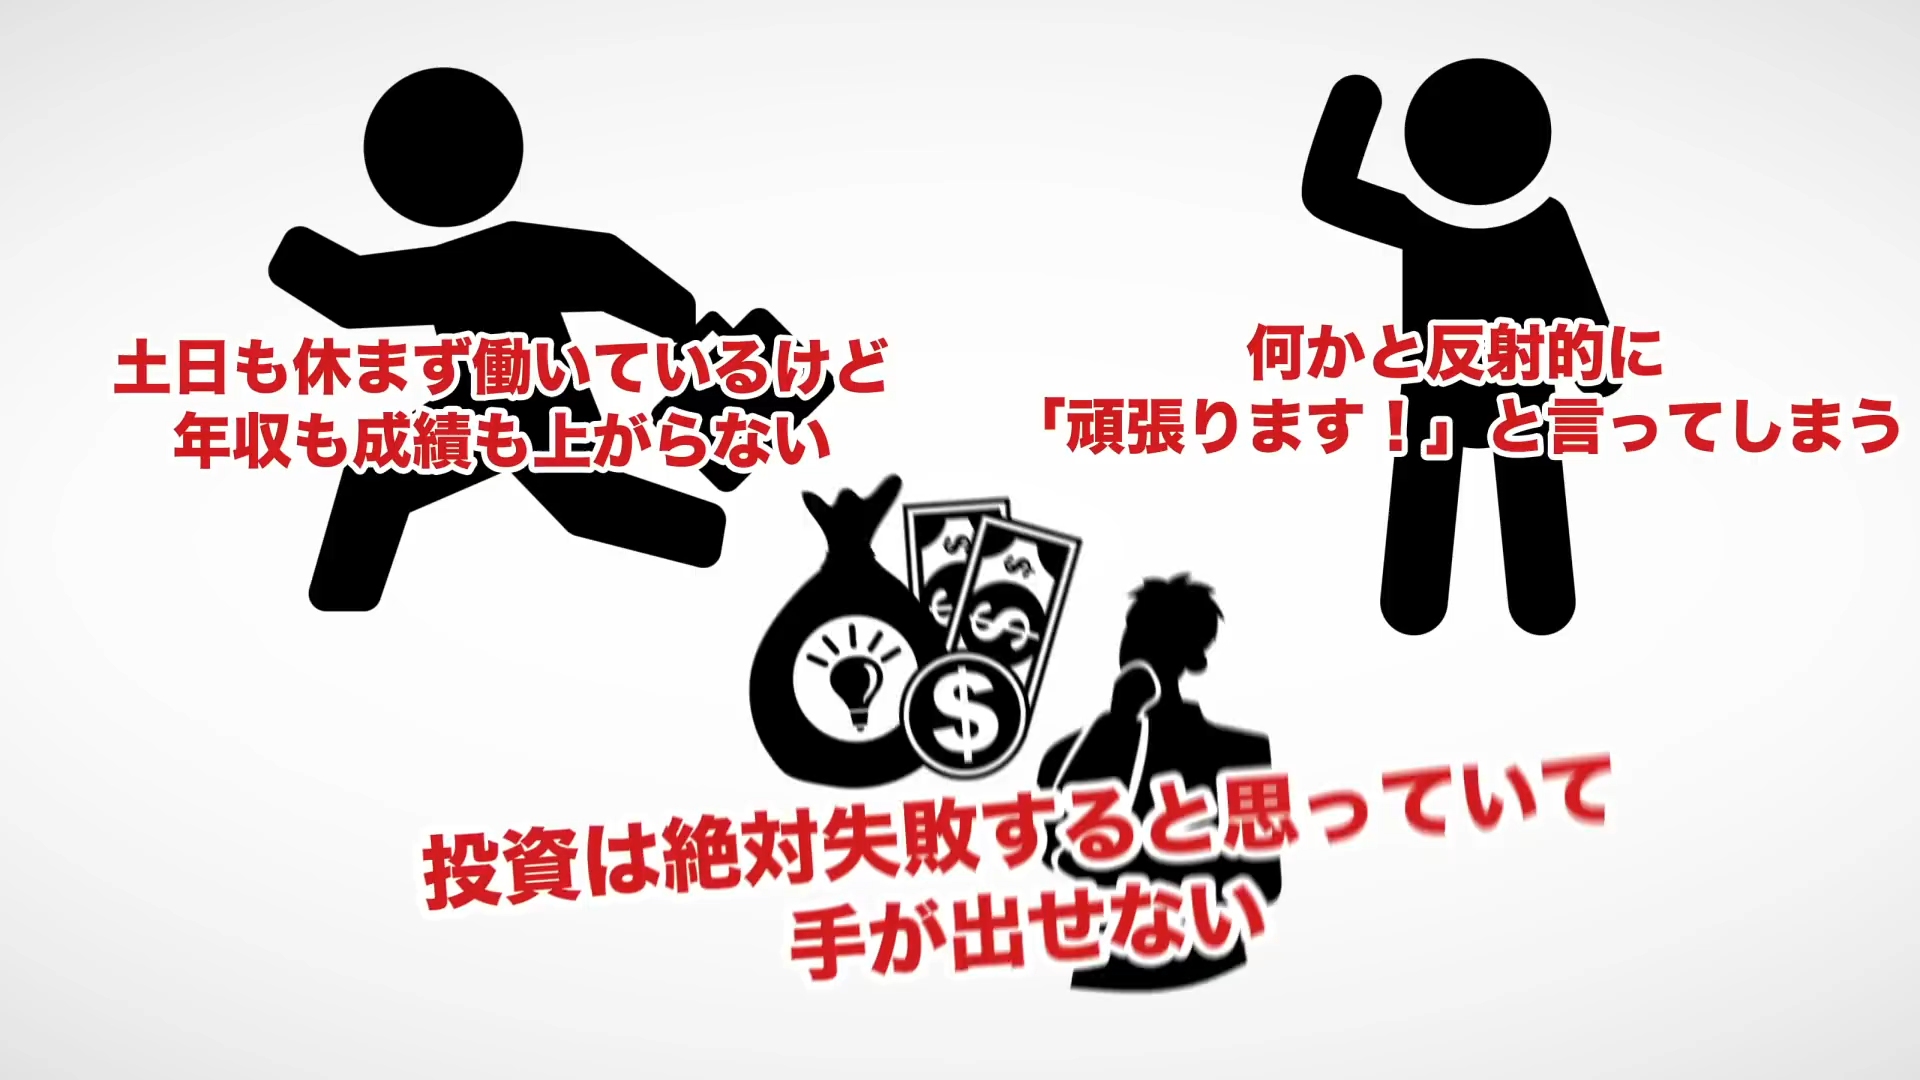 土日も休まず働いているけど
年収も成績も上がらない
何かと反射的に
「頑張ります！」と言ってしまう
$
$
$
$
投資は絶対失敗すると思っていて
手が出せない